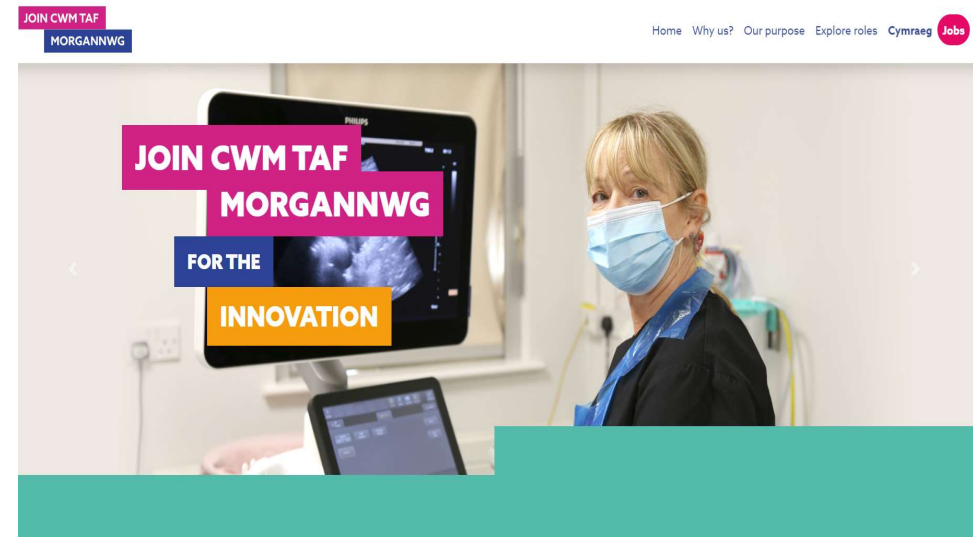 JOIN CWM TAF
MORGANNWG
Home Why us? Our purpose Explore roles Cymraeg Jobs
PHILIPS
JOIN CWM TAF
MORGANNWG
FOR THE
INNOVATION